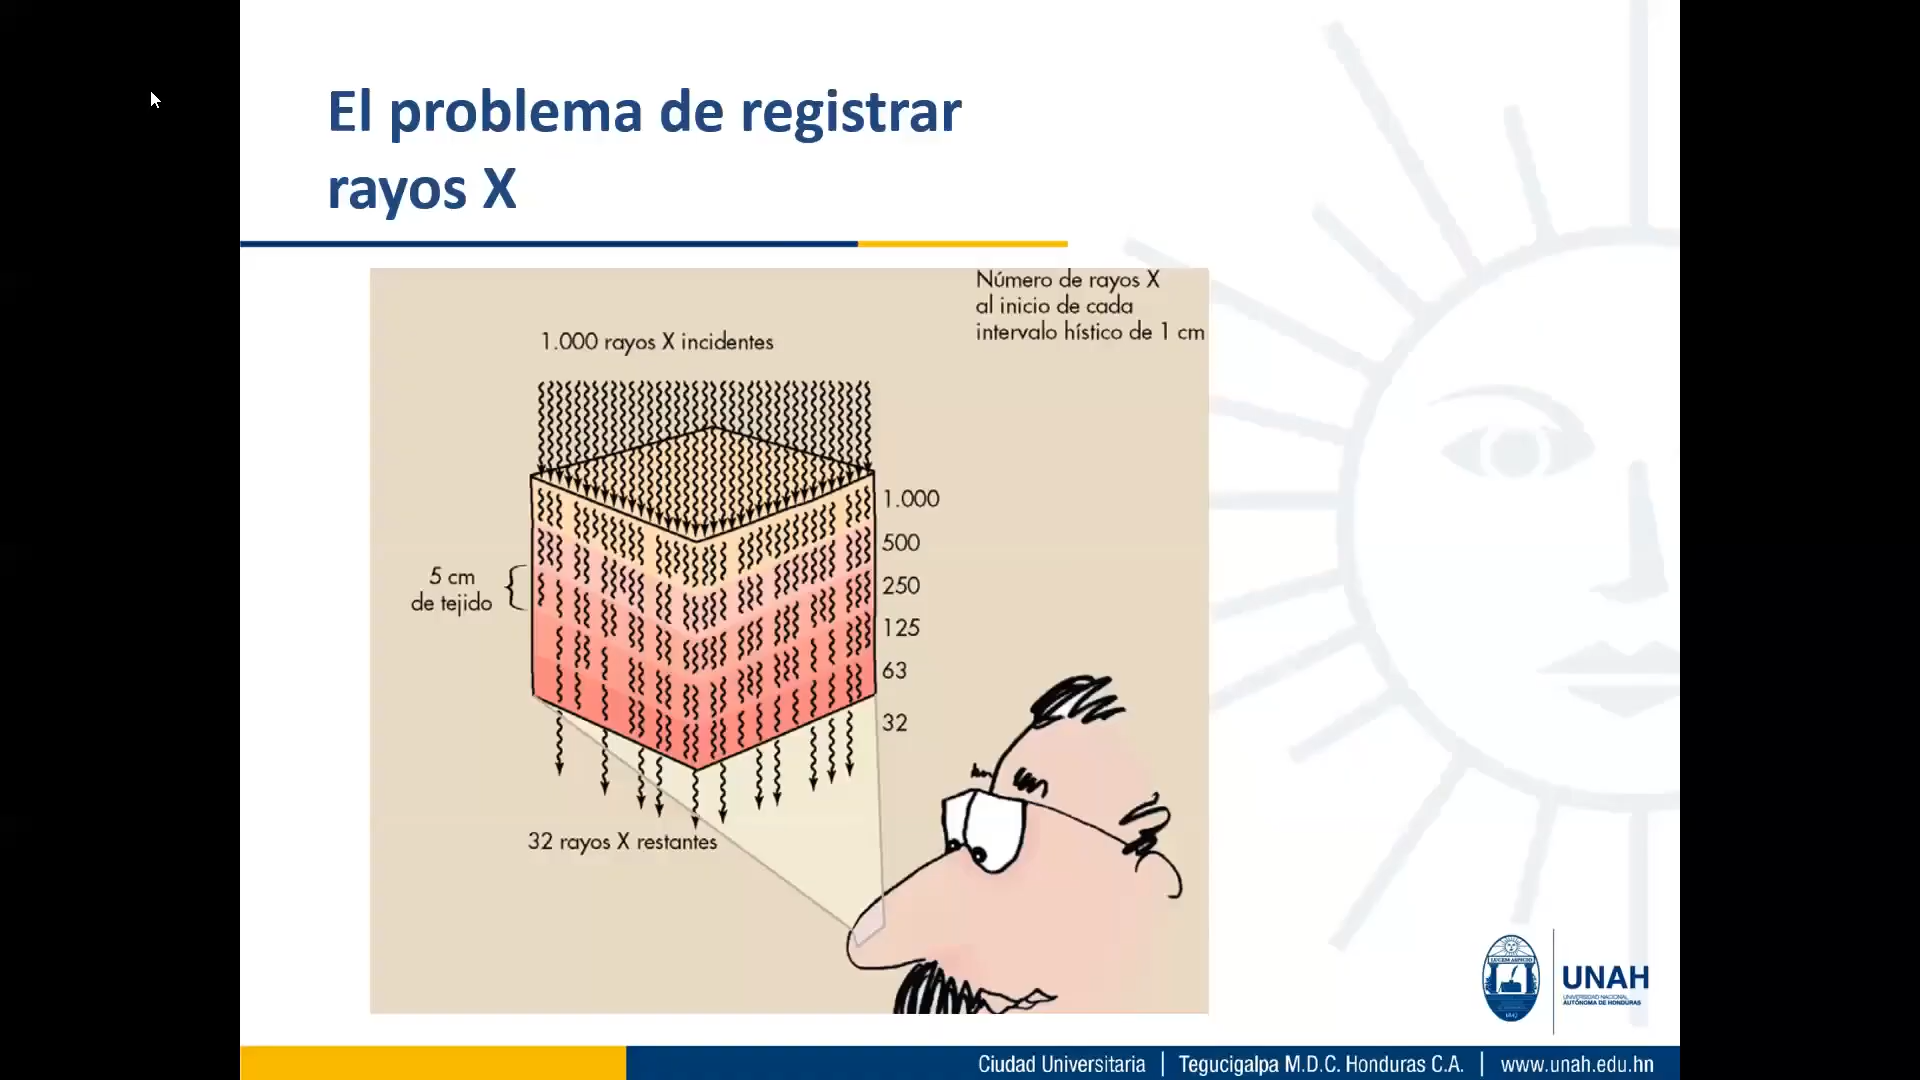 El problema de registrar
rayos X
Número de rayos X
al inicio de cada
intervalo hístico de 1 cm
1.000 rayos X incidentes
1.000
500
250
125
63
32
5 cm
de tejido
32 rayos X restantes
UNAH
UNIVERSIDAD NACIONAL
AUTÓNOMA DE HONDURAS
Ciudad Universitaria | Tegucigalpa M.D.C. Honduras C.A. | www.unah.edu.hn